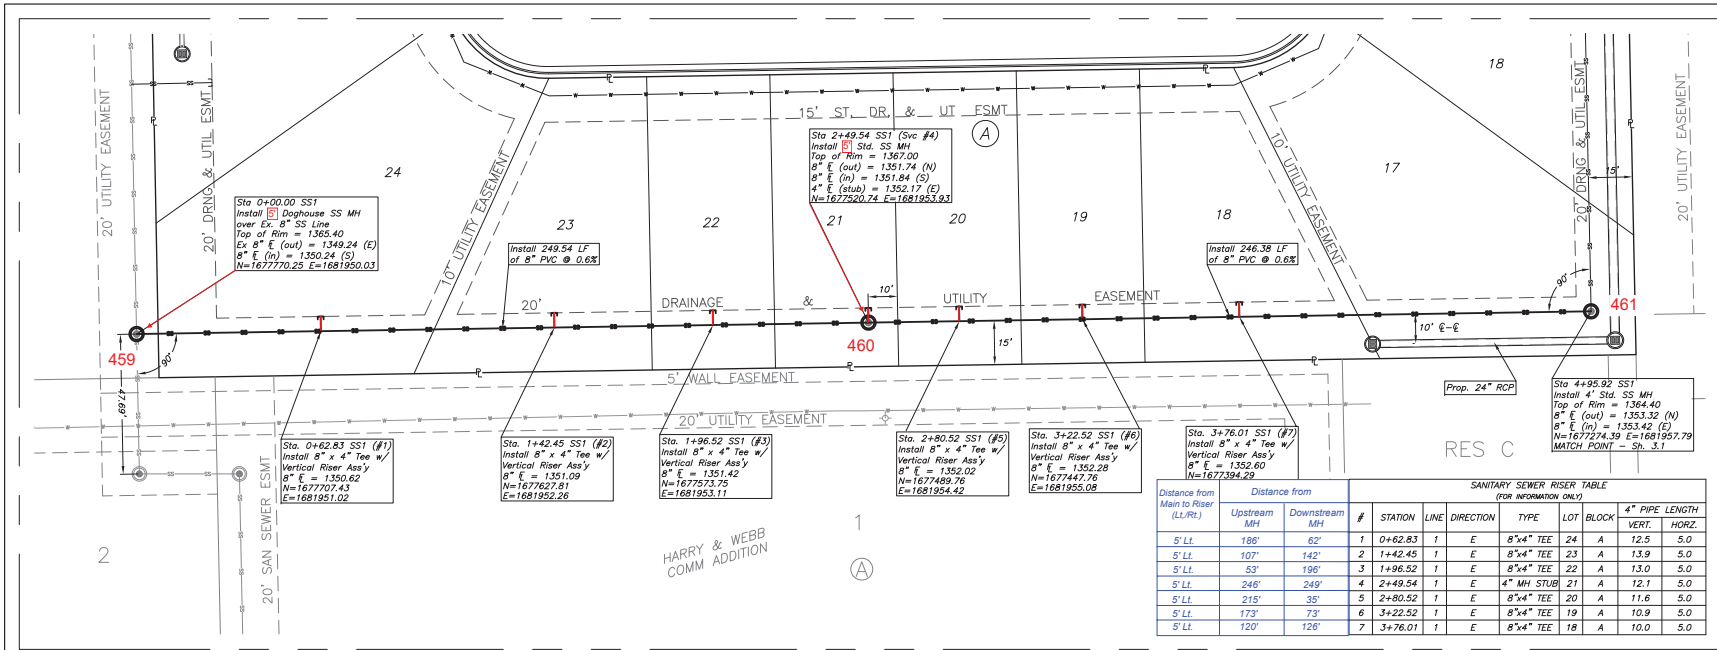 18
20' UTILITY EASEMENT
20' DRNG & UTIL ESMT
24
10' UTILITY EASEMENT
15' ST, DR, & UT ESMT
A
Sta 2+49.54 SS1 (Svc #4)
Install 5' Std. SS MH
Top of Rim = 1367.00
8" ℄ (out) = 1351.74 (N)
8" ℄ (in) = 1351.84 (S)
4" ℄ (stub) = 1352.17 (E)
N=1677520.74 E=1681953.93
10' UTILITY EASEMENT
17
20' DRNG & UTIL ESMT
15'
20' UTILITY EASEMENT
Sta 0+00.00 SS1
Install 5' Doghouse SS MH
over Ex. 8" SS Line
Top of Rim = 1365.40
Ex 8" ℄ (out) = 1349.24 (E)
8" ℄ (in) = 1350.24 (S)
N=1677770.25 E=1681950.03
23
22
21
20
19
18
Install 249.54 LF
of 8" PVC @ 0.6%
Install 246.38 LF
of 8" PVC @ 0.6%
20' DRAINAGE & UTILITY EASEMENT
10'
90°
459
90°
460
15'
10' ℄-℄
461
47.69'
5' WALL EASEMENT
20' UTILITY EASEMENT
Prop. 24" RCP
Sta 4+95.92 SS1
Install 4' Std. SS MH
Top of Rim = 1364.40
8" ℄ (out) = 1353.32 (N)
8" ℄ (in) = 1353.42 (E)
N=1677274.39 E=1681957.79
MATCH POINT - Sh. 3.1
Sta. 0+62.83 SS1 (#1)
Install 8" x 4" Tee w/
Vertical Riser Ass'y
8" ℄ = 1350.62
N=1677707.43
E=1681951.02
Sta. 1+42.45 SS1 (#2)
Install 8" x 4" Tee w/
Vertical Riser Ass'y
8" ℄ = 1351.09
N=1677627.81
E=1681952.26
Sta. 1+96.52 SS1 (#3)
Install 8" x 4" Tee w/
Vertical Riser Ass'y
8" ℄ = 1351.42
N=1677573.75
E=1681953.11
Sta. 2+80.52 SS1 (#5)
Install 8" x 4" Tee w/
Vertical Riser Ass'y
8" ℄ = 1352.02
N=1677489.76
E=1681954.42
Sta. 3+22.52 SS1 (#6)
Install 8" x 4" Tee w/
Vertical Riser Ass'y
8" ℄ = 1352.28
N=1677447.76
E=1681955.08
Sta. 3+76.01 SS1 (#7)
Install 8" x 4" Tee w/
Vertical Riser Ass'y
8" ℄ = 1352.60
N=1677394.29
RES C
20' SAN SEWER ESMT
2
HARRY & WEBB
COMM ADDITION
1
A
Distance from Main to Riser (Lt./Rt.) Distance from
Upstream MH Downstream MH
5' Lt. 186' 62'
5' Lt. 107' 142'
5' Lt. 53' 196'
5' Lt. 246' 249'
5' Lt. 215' 35'
5' Lt. 173' 73'
5' Lt. 120' 126'
SANITARY SEWER RISER TABLE
(FOR INFORMATION ONLY)
# STATION LINE DIRECTION TYPE LOT BLOCK 4" PIPE LENGTH
VERT. HORZ.
1 0+62.83 1 E 8"x4" TEE 24 A 12.5 5.0
2 1+42.45 1 E 8"x4" TEE 23 A 13.9 5.0
3 1+96.52 1 E 8"x4" TEE 22 A 13.0 5.0
4 2+49.54 1 E 4" MH STUB 21 A 12.1 5.0
5 2+80.52 1 E 8"x4" TEE 20 A 11.6 5.0
6 3+22.52 1 E 8"x4" TEE 19 A 10.9 5.0
7 3+76.01 1 E 8"x4" TEE 18 A 10.0 5.0